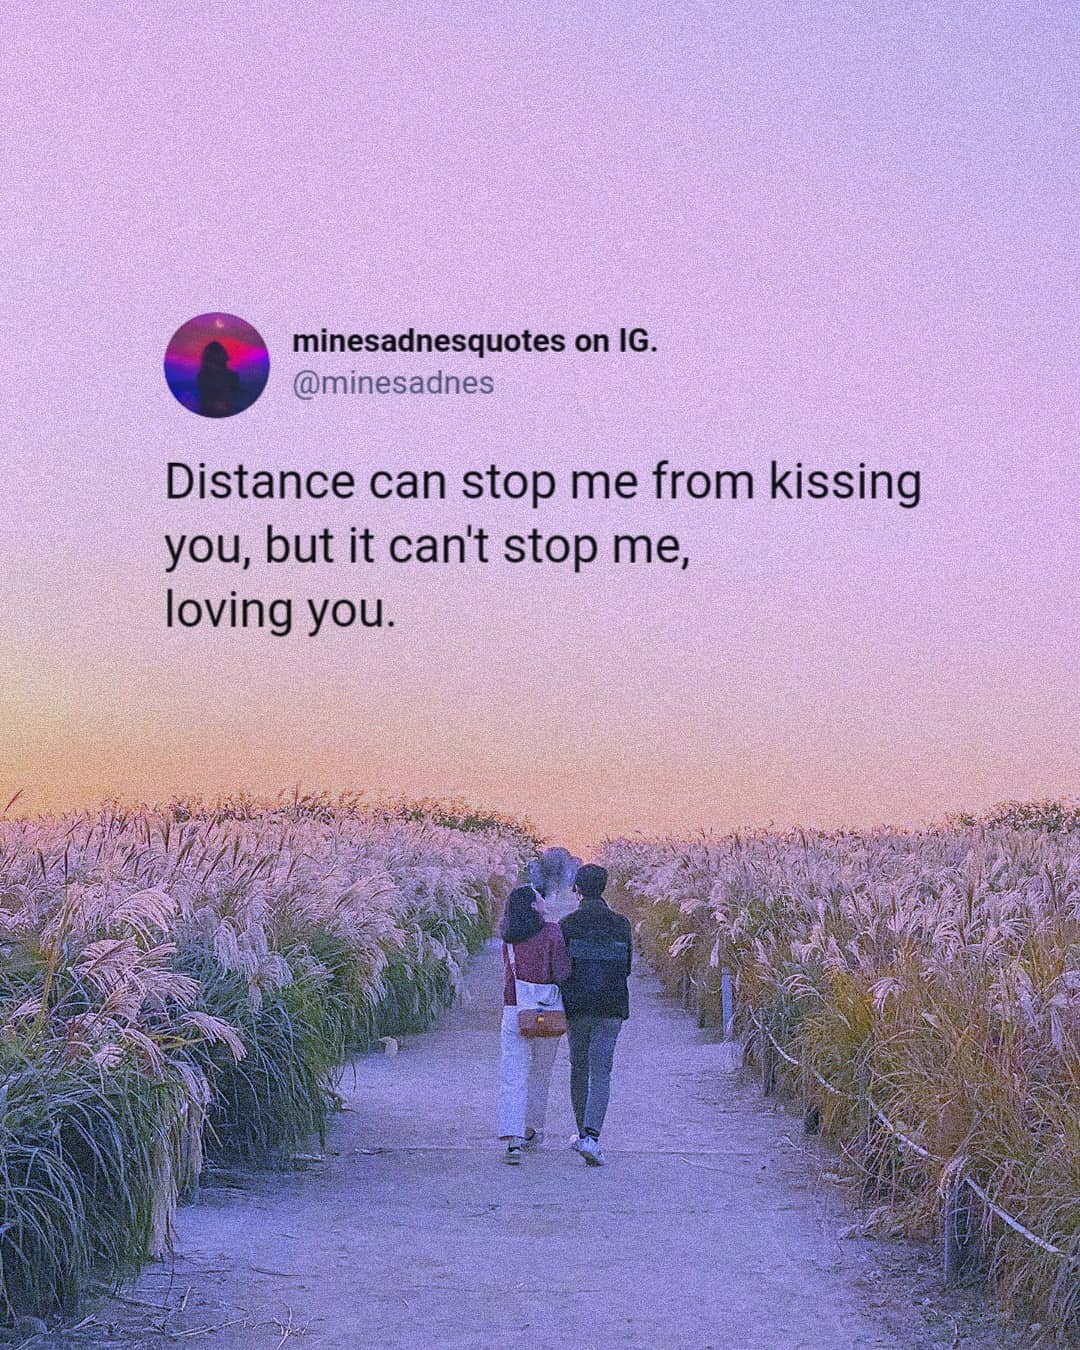 minesadnesquotes on IG.
@minesadnes
Distance can stop me from kissing
you, but it can't stop me,
loving you.